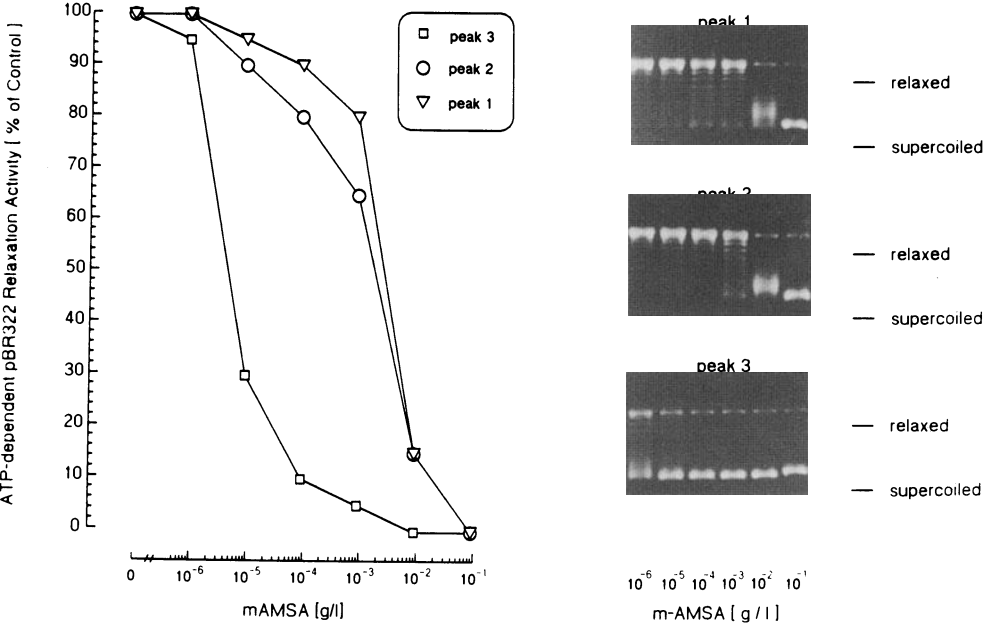 ATP-dependent pBR322 Relaxation Activity [ % of Control ]
100
90
80
70
60
50
40
30
20
10
0
peak 3
peak 2
peak 1
0 10⁻⁶ 10⁻⁵ 10⁻⁴ 10⁻³ 10⁻² 10⁻¹
mAMSA [g/l]
peak 1
relaxed
supercoiled
peak 2
relaxed
supercoiled
peak 3
relaxed
supercoiled
10⁻⁶ 10⁻⁵ 10⁻⁴ 10⁻³ 10⁻² 10⁻¹
m-AMSA [ g / l ]